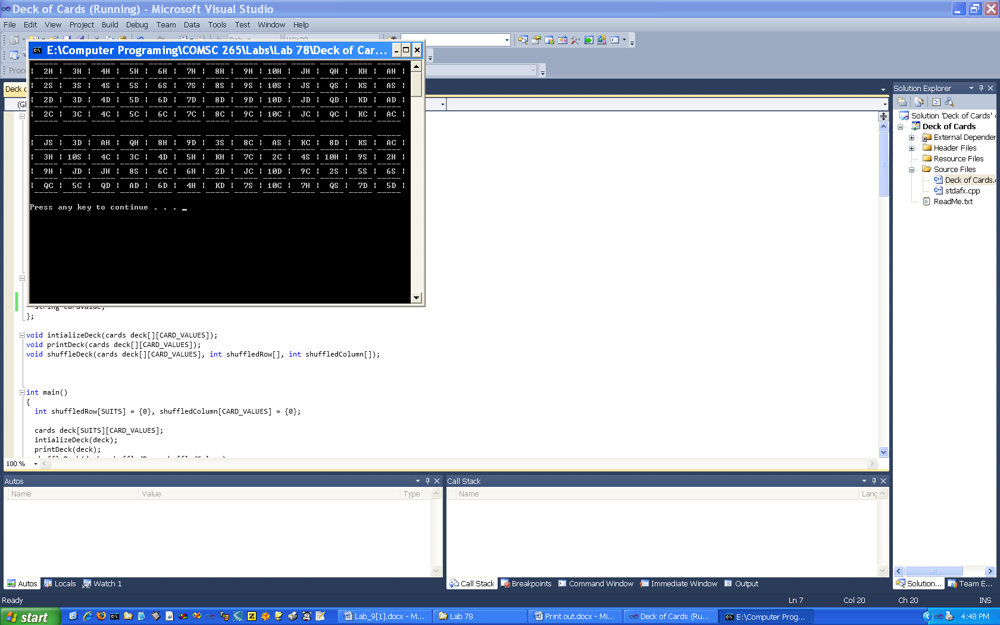 Deck of Cards (Running) - Microsoft Visual Studio
File Edit View Project Build Debug Team Data Tools Test Window Help
E:\Computer Programing\COMSC 265\Labs\Lab 78\Deck of Car...
| 2H | 3H | 4H | 5H | 6H | 7H | 8H | 9H | 10H | JH | QH | KH | AH |
| 2S | 3S | 4S | 5S | 6S | 7S | 8S | 9S | 10S | JS | QS | KS | AS |
| 2D | 3D | 4D | 5D | 6D | 7D | 8D | 9D | 10D | JD | QD | KD | AD |
| 2C | 3C | 4C | 5C | 6C | 7C | 8C | 9C | 10C | JC | QC | KC | AC |
| JS | 3D | AH | QH | 8H | 9D | 3S | 8C | AS | KC | 8D | KS | AC |
| 3H | 10S | 4C | 3C | 4D | 5H | KH | 7C | 2C | 4S | 10H | 9S | 2H |
| 9H | JD | JH | 8S | 6C | 6H | 2D | JC | 10D | 9C | 2S | 5S | 6S |
| QC | 5C | QD | AD | 6D | 4H | KD | 7S | 10C | 7H | QS | 7D | 5D |
Press any key to continue . . . _
};
void intializeDeck(cards deck[][CARD_VALUES]);
void printDeck(cards deck[][CARD_VALUES]);
void shuffleDeck(cards deck[][CARD_VALUES], int shuffledRow[], int shuffledColumn[]);
int main()
{
int shuffledRow[SUITS] = {0}, shuffledColumn[CARD_VALUES] = {0};
cards deck[SUITS][CARD_VALUES];
intializeDeck(deck);
printDeck(deck);
100 %
Solution Explorer
Solution 'Deck of Cards'
Deck of Cards
External Depender
Header Files
Resource Files
Source Files
Deck of Cards.
stdafx.cpp
ReadMe.txt
Solution... Team E...
Autos
Name Value Type
Autos Locals Watch 1
Call Stack
Name Lang
Call Stack Breakpoints Command Window Immediate Window Output
Ready Ln 7 Col 20 Ch 20 INS
start Lab_9[1].docx - M... Lab 78 Print out.docx - Mi... Deck of Cards (Ru... E:\Computer Prog... 4:48 PM